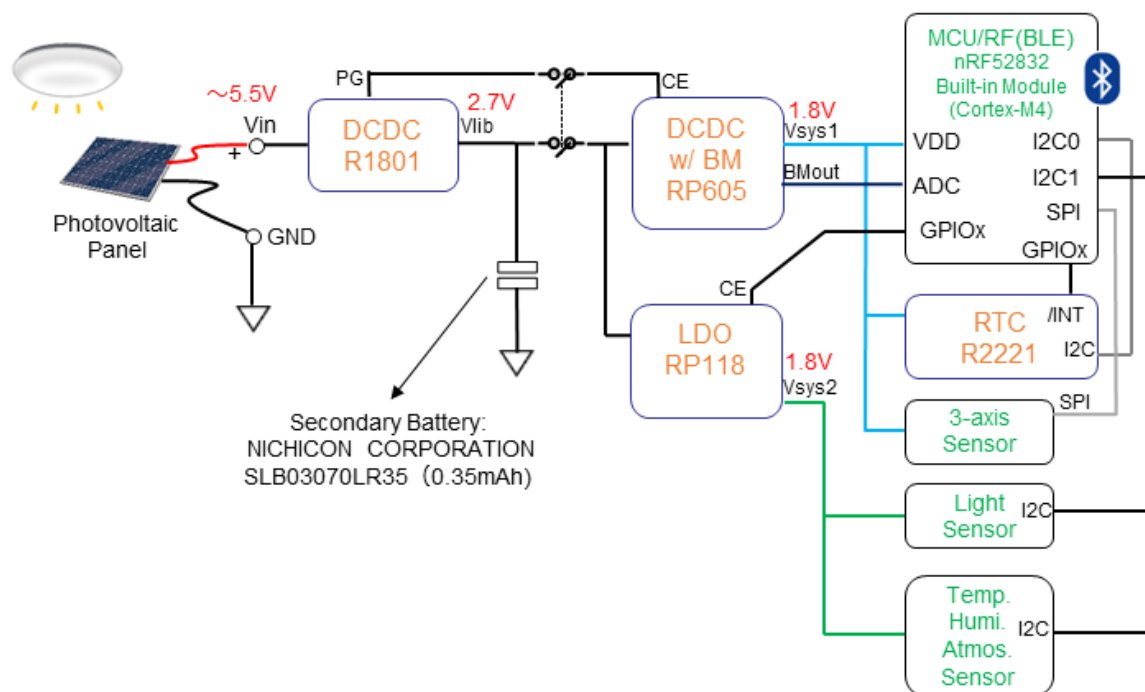 MCU/RF(BLE)
nRF52832
Built-in Module
(Cortex-M4)
VDD
I2C0
ADC
I2C1
SPI
GPIOx
GPIOx
PG
CE
~5.5V
Vin
+
DCDC
R1801
2.7V
Vlib
DCDC
w/ BM
RP605
1.8V
Vsys1
BMout
Photovoltaic
Panel
GND
CE
LDO
RP118
1.8V
Vsys2
/INT
RTC
R2221
I2C
SPI
3-axis
Sensor
Secondary Battery:
NICHICON CORPORATION
SLB03070LR35（0.35mAh)
Light
Sensor
I2C
Temp.
Humi.
Atmos.
Sensor
I2C